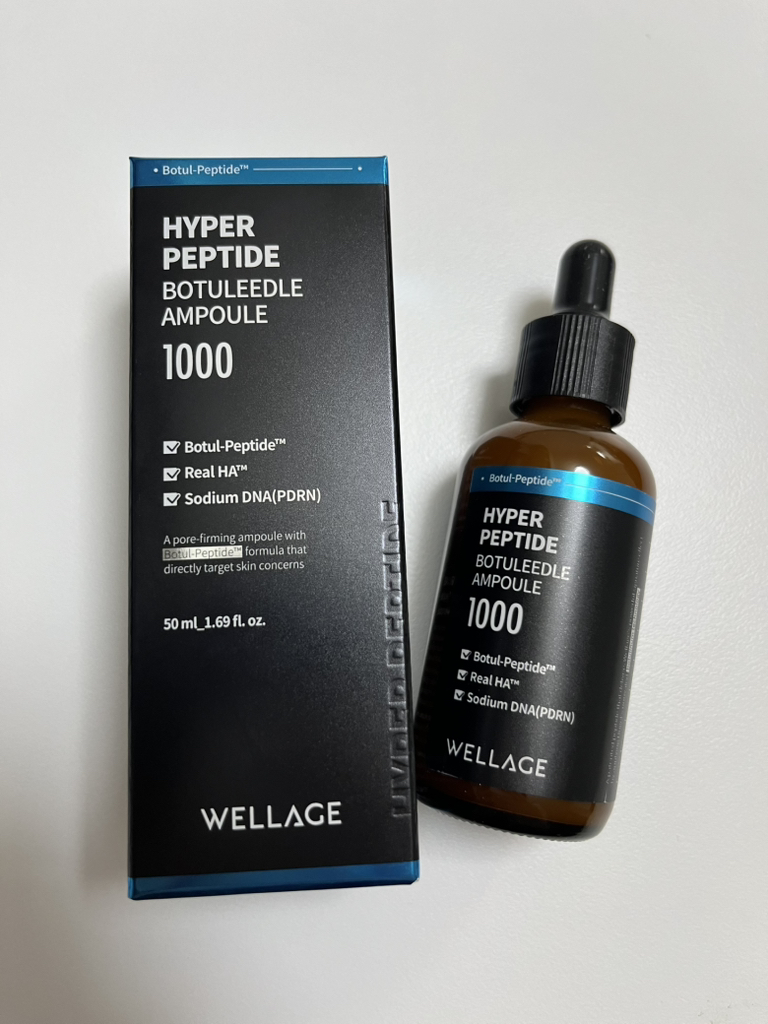 • Botul-Peptide™
HYPER
PEPTIDE
BOTULEEDLE
AMPOULE
1000
Botul-Peptide™
Real HA™
Sodium DNA(PDRN)
A pore-firming ampoule with
Botul-Peptide™ formula that
directly target skin concerns
50 ml_1.69 fl. oz.
WELLAGE
HYPER PEPTIDE
• Botul-Peptide™
HYPER
PEPTIDE
BOTULEEDLE
AMPOULE
1000
Botul-Peptide™
Real HA™
Sodium DNA(PDRN)
WELLAGE